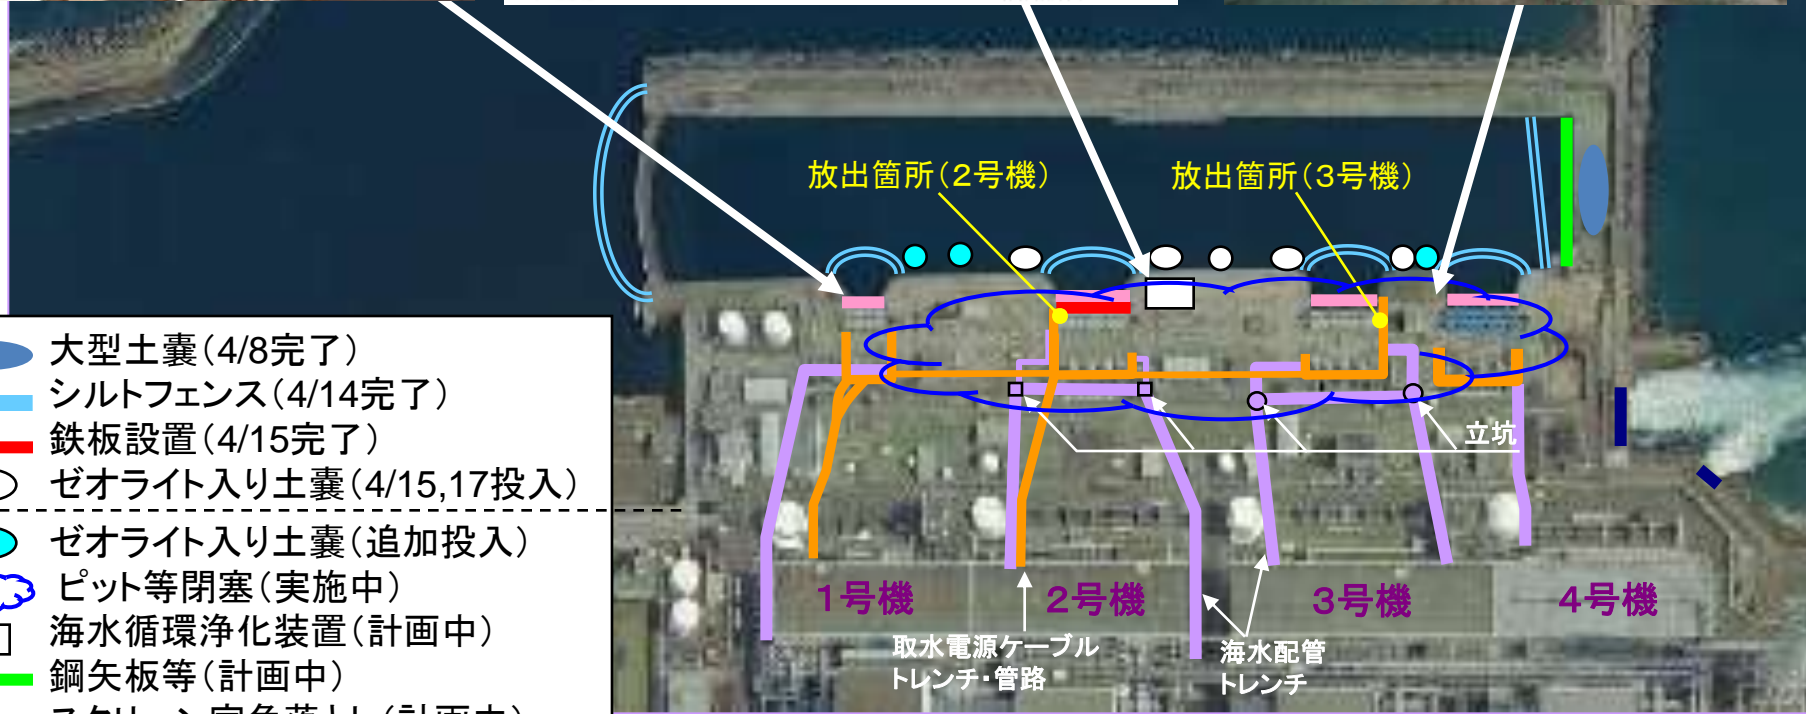 放出箇所(2号機)
放出箇所(3号機)
大型土嚢(4/8完了)
シルトフェンス(4/14完了)
鉄板設置(4/15完了)
ゼオライト入り土嚢(4/15,17投入)
ゼオライト入り土嚢(追加投入)
ピット等閉塞(実施中)
海水循環浄化装置(計画中)
鋼矢板等(計画中)
立坑
1号機
2号機
3号機
4号機
取水電源ケーブル
トレンチ・管路
海水配管
トレンチ